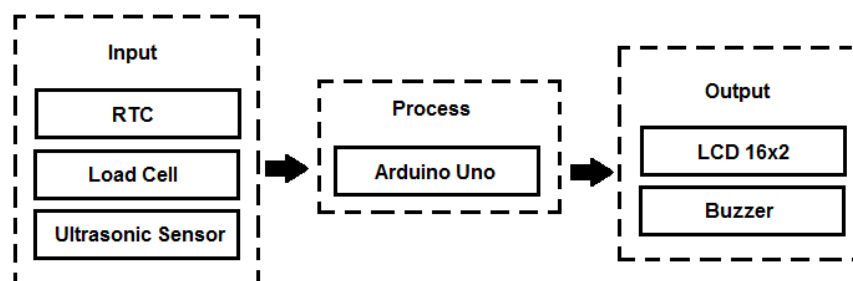 Input
RTC
Load Cell
Ultrasonic Sensor
Process
Arduino Uno
Output
LCD 16x2
Buzzer